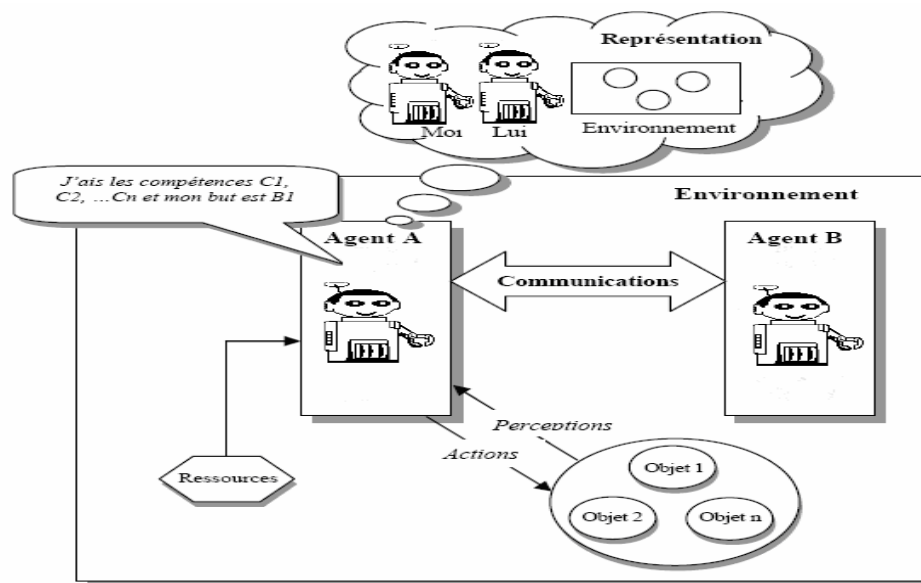 Représentation
Moi Lui Environnement
J'ais les compétences C1,
C2, ...Cn et mon but est B1
Environnement
Agent A
Agent B
Communications
Perceptions
Actions
Ressources
Objet 1
Objet 2
Objet n